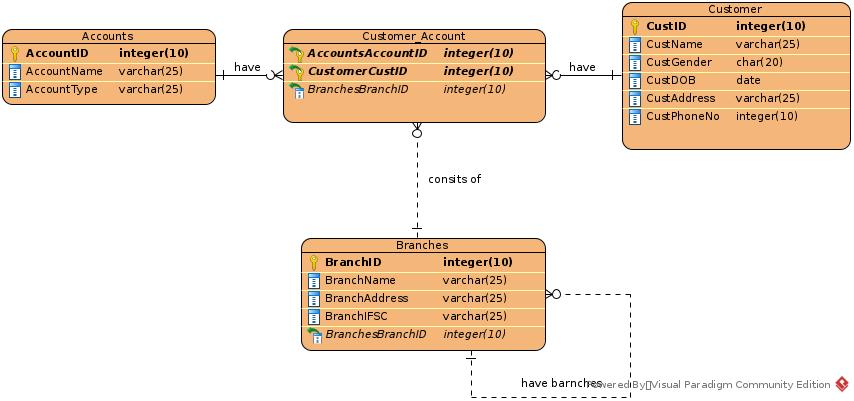 Accounts
AccountID integer(10)
AccountName varchar(25)
AccountType varchar(25)
have
Customer_Account
AccountsAccountID integer(10)
CustomerCustID integer(10)
BranchesBranchID integer(10)
have
Customer
CustID integer(10)
CustName varchar(25)
CustGender char(20)
CustDOB date
CustAddress varchar(25)
CustPhoneNo integer(10)
consits of
Branches
BranchID integer(10)
BranchName varchar(25)
BranchAddress varchar(25)
BranchIFSC varchar(25)
BranchesBranchID integer(10)
have barnches
Powered By Visual Paradigm Community Edition